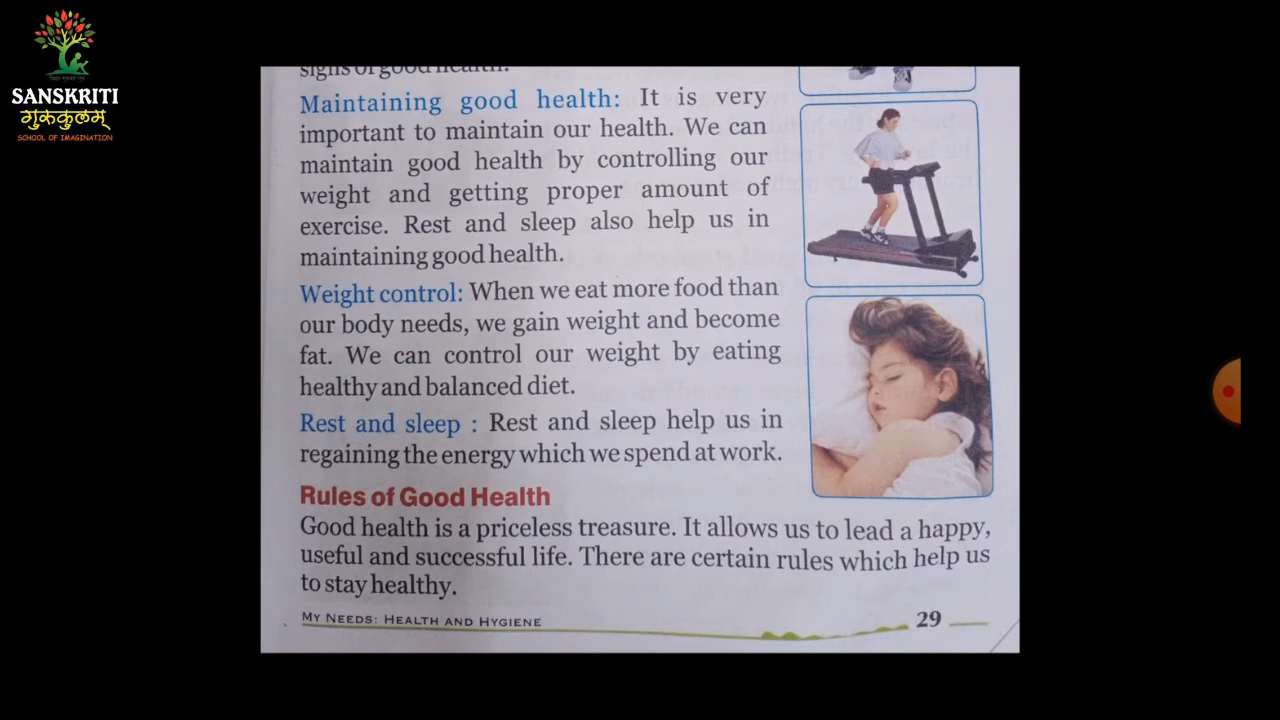 SANSKRITI
गुरुकुलम्
SCHOOL OF IMAGINATION
signs of good health.
Maintaining good health: It is very
important to maintain our health. We can
maintain good health by controlling our
weight and getting proper amount of
exercise. Rest and sleep also help us in
maintaining good health.
Weight control: When we eat more food than
our body needs, we gain weight and become
fat. We can control our weight by eating
healthy and balanced diet.
Rest and sleep : Rest and sleep help us in
regaining the energy which we spend at work.
Rules of Good Health
Good health is a priceless treasure. It allows us to lead a happy,
useful and successful life. There are certain rules which help us
to stay healthy.
MY NEEDS: HEALTH AND HYGIENE 29